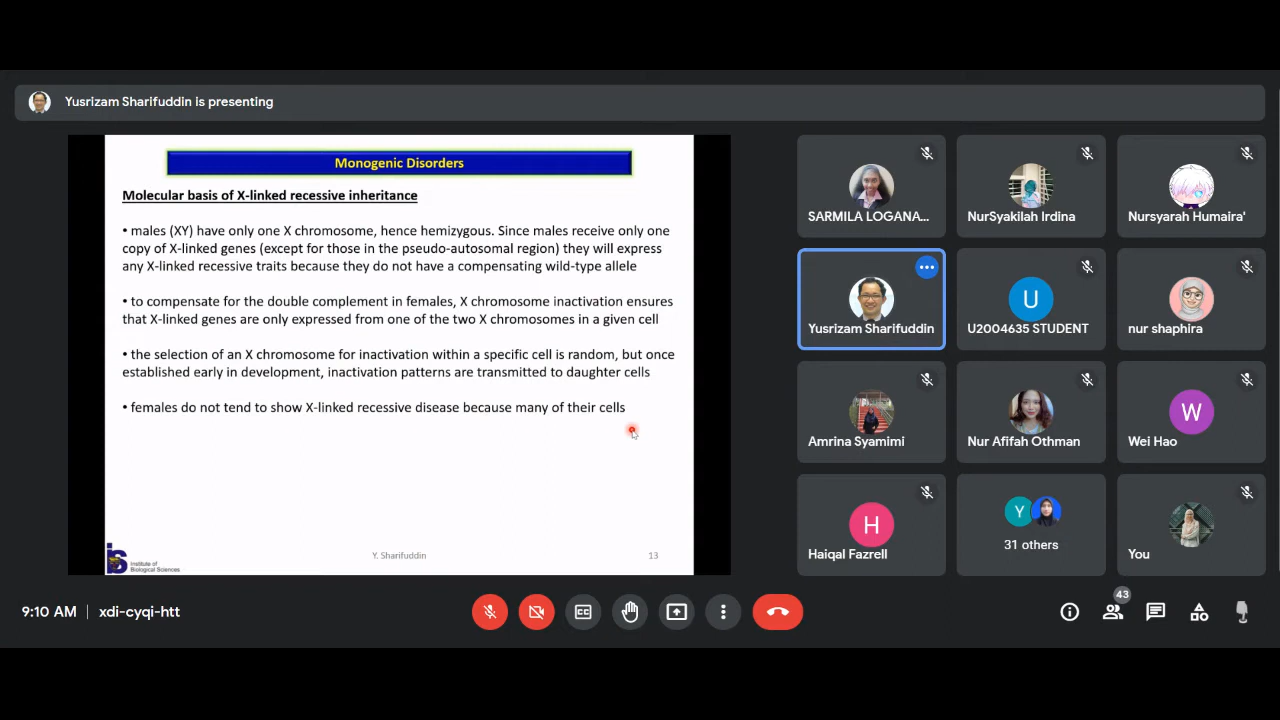 Yusrizam Sharifuddin is presenting
Monogenic Disorders
Molecular basis of X-linked recessive inheritance
• males (XY) have only one X chromosome, hence hemizygous. Since males receive only one
copy of X-linked genes (except for those in the pseudo-autosomal region) they will express
any X-linked recessive traits because they do not have a compensating wild-type allele
• to compensate for the double complement in females, X chromosome inactivation ensures
that X-linked genes are only expressed from one of the two X chromosomes in a given cell
• the selection of an X chromosome for inactivation within a specific cell is random, but once
established early in development, inactivation patterns are transmitted to daughter cells
• females do not tend to show X-linked recessive disease because many of their cells
Institute of
Biological Sciences
Y. Sharifuddin
13
SARMILA LOGANA...
NurSyakilah Irdina
Nursyarah Humaira'
Yusrizam Sharifuddin
U
U2004635 STUDENT
nur shaphira
Amrina Syamimi
Nur Afifah Othman
W
Wei Hao
H
Haiqal Fazrell
Y
31 others
You
9:10 AM | xdi-cyqi-htt
CC
43